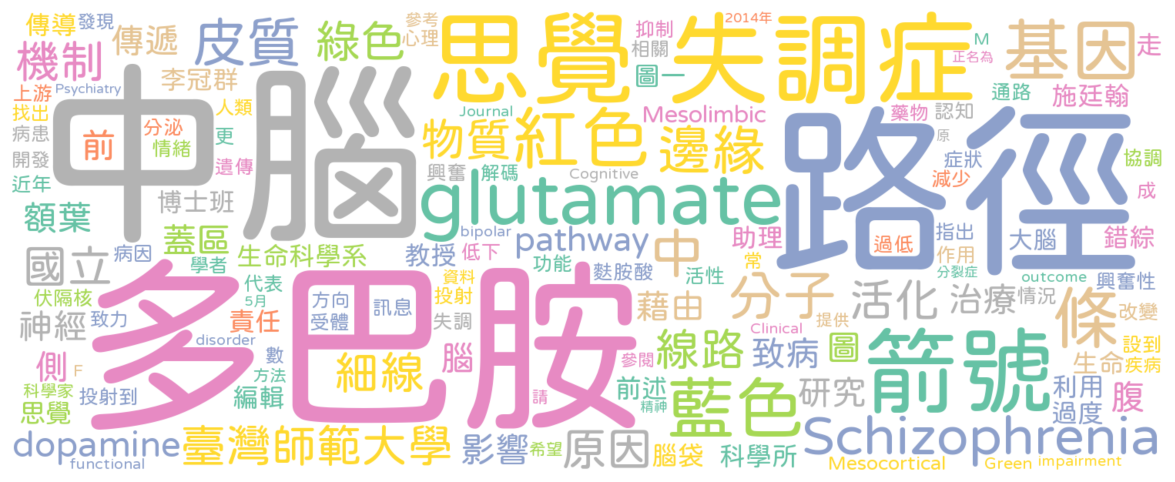 傳導 發現 傳遞 皮質 綠色 參考 心理 思覺失調症 抑制 相關 2014年 M 正名為 基因 走
機制 李冠群 圖一 通路 施廷翰
上游 Psychiatry 中腦 人類 Journal Mesolimbic 藥物 認知
找出 前 分泌 物質 紅色 邊緣 路徑 原
病患 情緒 更 症狀 協調
開發 遺傳 興奮 解碼 Cognitive 減少 成
近年 博士班 glutamate
額葉 蓋區 bipolar pathway 中 助理 過低 指出 大腦 錯綜
國立 病因 生命科學系 教授 低下 功能 麩胺酸 常 作用
學者 資料 活性 分裂症 outcome 興奮性
伏隔核 代表 多巴胺 方向 訊息 投射 藉由 分子 活化 治療 情況 條 改變
神經 致力 5月 受體 失調 提供
責任 Clinical 設到
側 disorder 數 細線 腦 參閱 線路 致病 圖 箭號 生命 疾病
科學家 F 方法 前述 藍色 研究 利用 腹
思覺 投射到 編輯 請 精神 過度
dopamine 臺灣師範大學 影響 希望 原因 腦袋 科學所 Schizophrenia
functional Mesocortical Green impairment